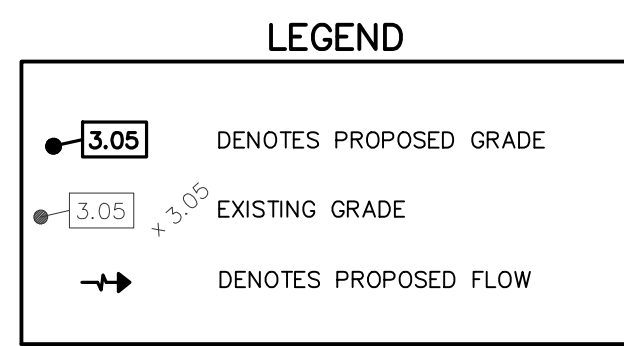 LEGEND
3.05 DENOTES PROPOSED GRADE
3.05 x 3.05 EXISTING GRADE
DENOTES PROPOSED FLOW